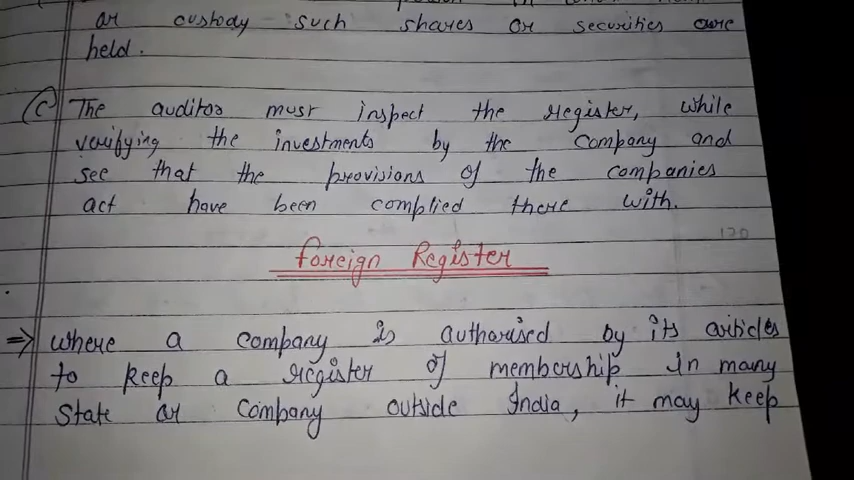 or custody such shares or securities are
held.
(C) The auditor must inspect the register, while
verifying the investments by the company and
see that the provisions of the companies
act have been complied there with.
120
Foreign Register
⇒ where a company is authorised by its articles
to keep a register of membership in many
State or Company outside India, it may keep